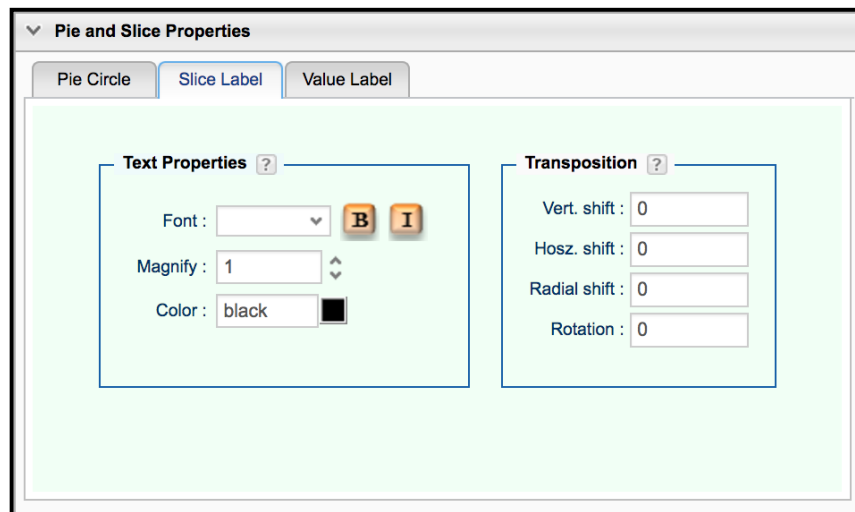 Pie and Slice Properties
Pie Circle
Slice Label
Value Label
Text Properties ?
Font :
B
I
Magnify : 1
Color : black
Transposition ?
Vert. shift : 0
Hosz. shift : 0
Radial shift : 0
Rotation : 0